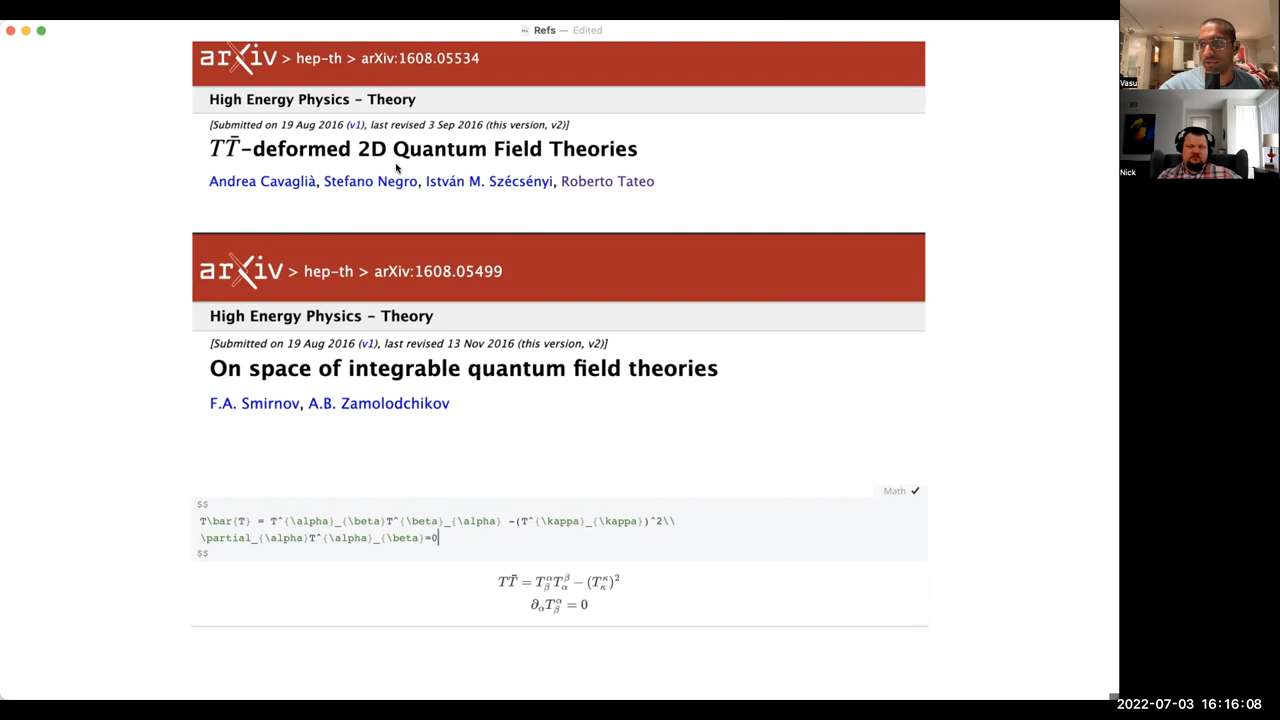 Refs — Edited
arXiv > hep-th > arXiv:1608.05534
High Energy Physics – Theory
[Submitted on 19 Aug 2016 (v1), last revised 3 Sep 2016 (this version, v2)]
TT̄-deformed 2D Quantum Field Theories
Andrea Cavaglià, Stefano Negro, István M. Szécsényi, Roberto Tateo
arXiv > hep-th > arXiv:1608.05499
High Energy Physics – Theory
[Submitted on 19 Aug 2016 (v1), last revised 13 Nov 2016 (this version, v2)]
On space of integrable quantum field theories
F.A. Smirnov, A.B. Zamolodchikov
Math ✓
$$
T\bar{T} = T^{\alpha}_{\beta}T^{\beta}_{\alpha} -(T^{\kappa}_{\kappa})^2\\
\partial_{\alpha}T^{\alpha}_{\beta}=0
$$
TT̄ = T^α_β T^β_α − (T^κ_κ)²
∂_α T^α_β = 0
Vasu
Nick
2022-07-03 16:16:08